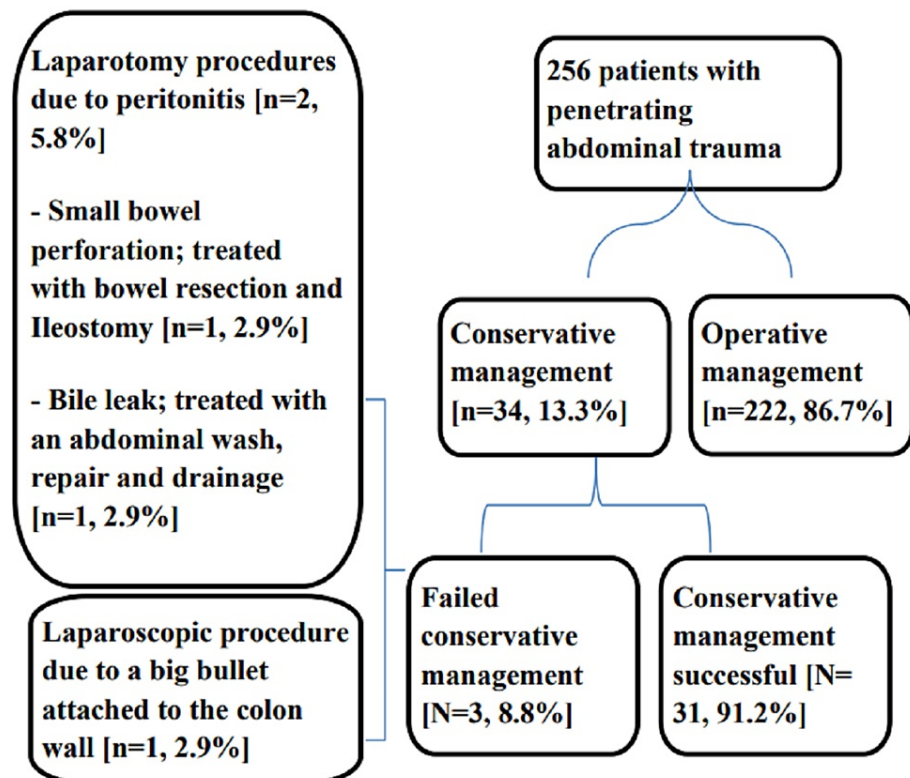 256 patients with
penetrating
abdominal trauma
Conservative
management
[n=34, 13.3%]
Operative
management
[n=222, 86.7%]
Failed
conservative
management
[N=3, 8.8%]
Conservative
management
successful [N=
31, 91.2%]
Laparotomy procedures
due to peritonitis [n=2,
5.8%]
- Small bowel
perforation; treated
with bowel resection and
Ileostomy [n=1, 2.9%]
- Bile leak; treated with
an abdominal wash,
repair and drainage
[n=1, 2.9%]
Laparoscopic procedure
due to a big bullet
attached to the colon
wall [n=1, 2.9%]